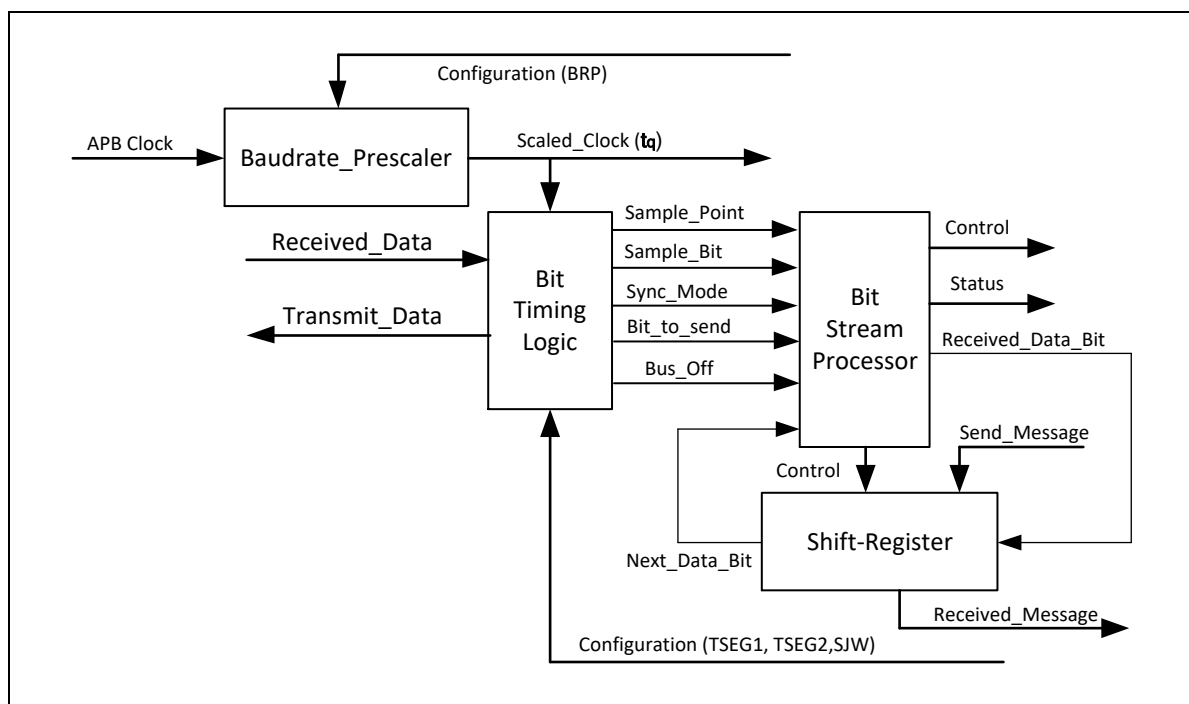 Configuration (BRP)
APB Clock
Baudrate_Prescaler
Scaled_Clock (tq)
Received_Data
Transmit_Data
Bit
Timing
Logic
Sample_Point
Sample_Bit
Sync_Mode
Bit_to_send
Bus_Off
Bit
Stream
Processor
Control
Status
Received_Data_Bit
Send_Message
Control
Shift-Register
Next_Data_Bit
Received_Message
Configuration (TSEG1, TSEG2,SJW)